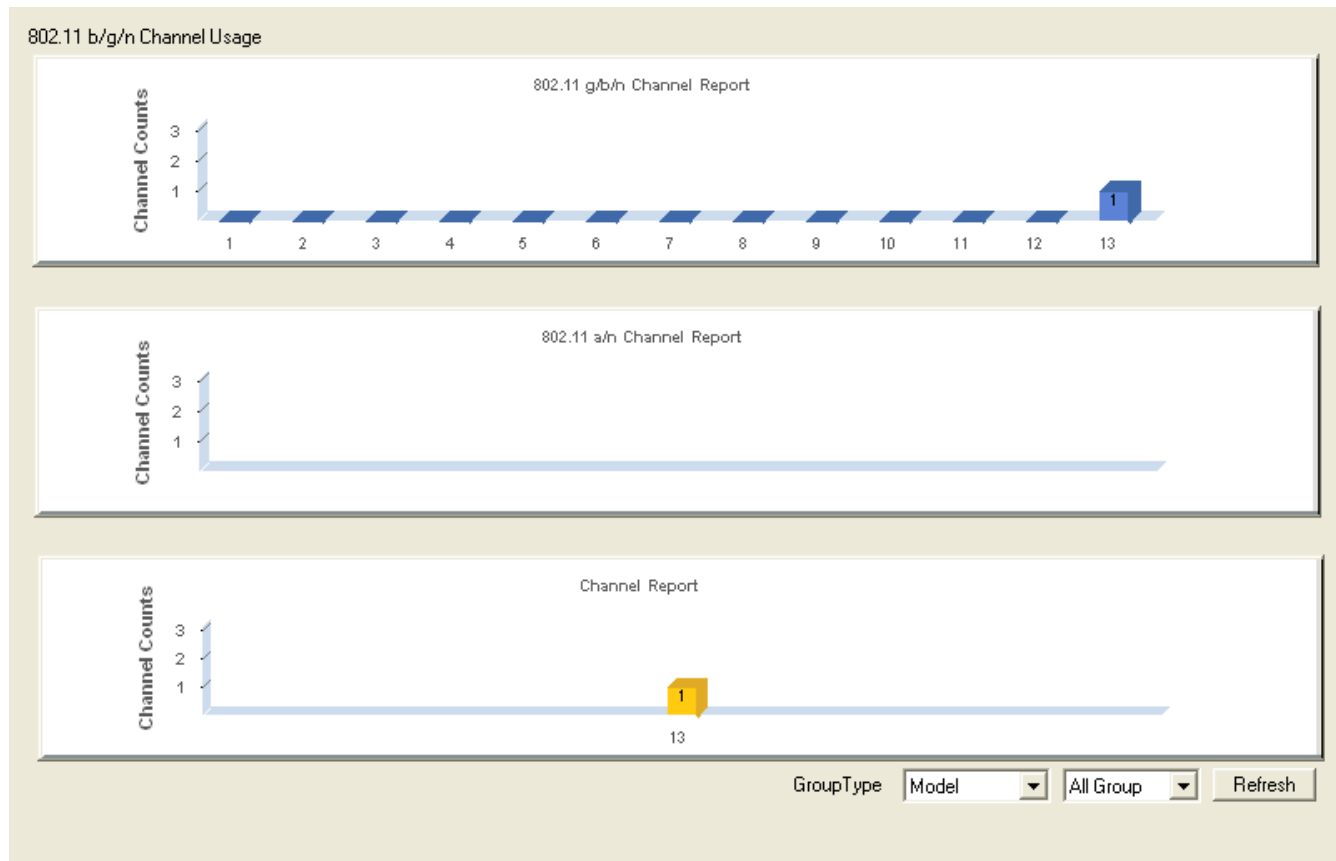 802.11 b/g/n Channel Usage
802.11 g/b/n Channel Report
Channel Counts
3
2
1
1
1 2 3 4 5 6 7 8 9 10 11 12 13
802.11 a/n Channel Report
Channel Counts
3
2
1
Channel Report
Channel Counts
3
2
1
1
13
GroupType Model All Group Refresh